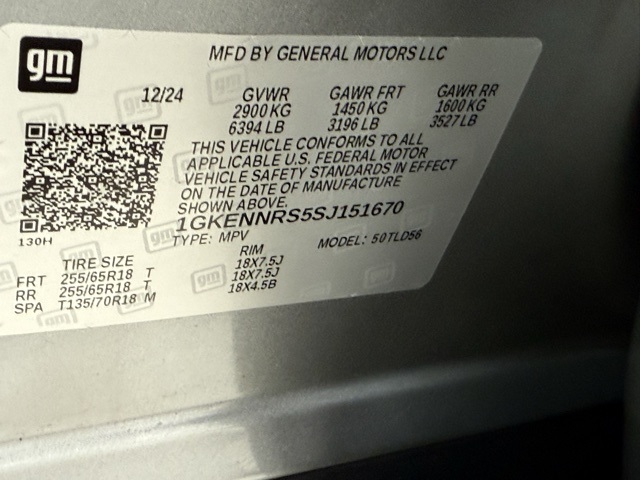 gm
MFD BY GENERAL MOTORS LLC
12/24 GVWR GAWR FRT GAWR RR
2900 KG 1450 KG 1600 KG
6394 LB 3196 LB 3527 LB
THIS VEHICLE CONFORMS TO ALL
APPLICABLE U.S. FEDERAL MOTOR
VEHICLE SAFETY STANDARDS IN EFFECT
ON THE DATE OF MANUFACTURE
SHOWN ABOVE.
1GKENNRS5SJ151670
130H
TYPE: MPV MODEL: 50TLD56
TIRE SIZE RIM
FRT 255/65R18 T 18X7.5J
RR 255/65R18 T 18X7.5J
SPA T135/70R18 M 18X4.5B